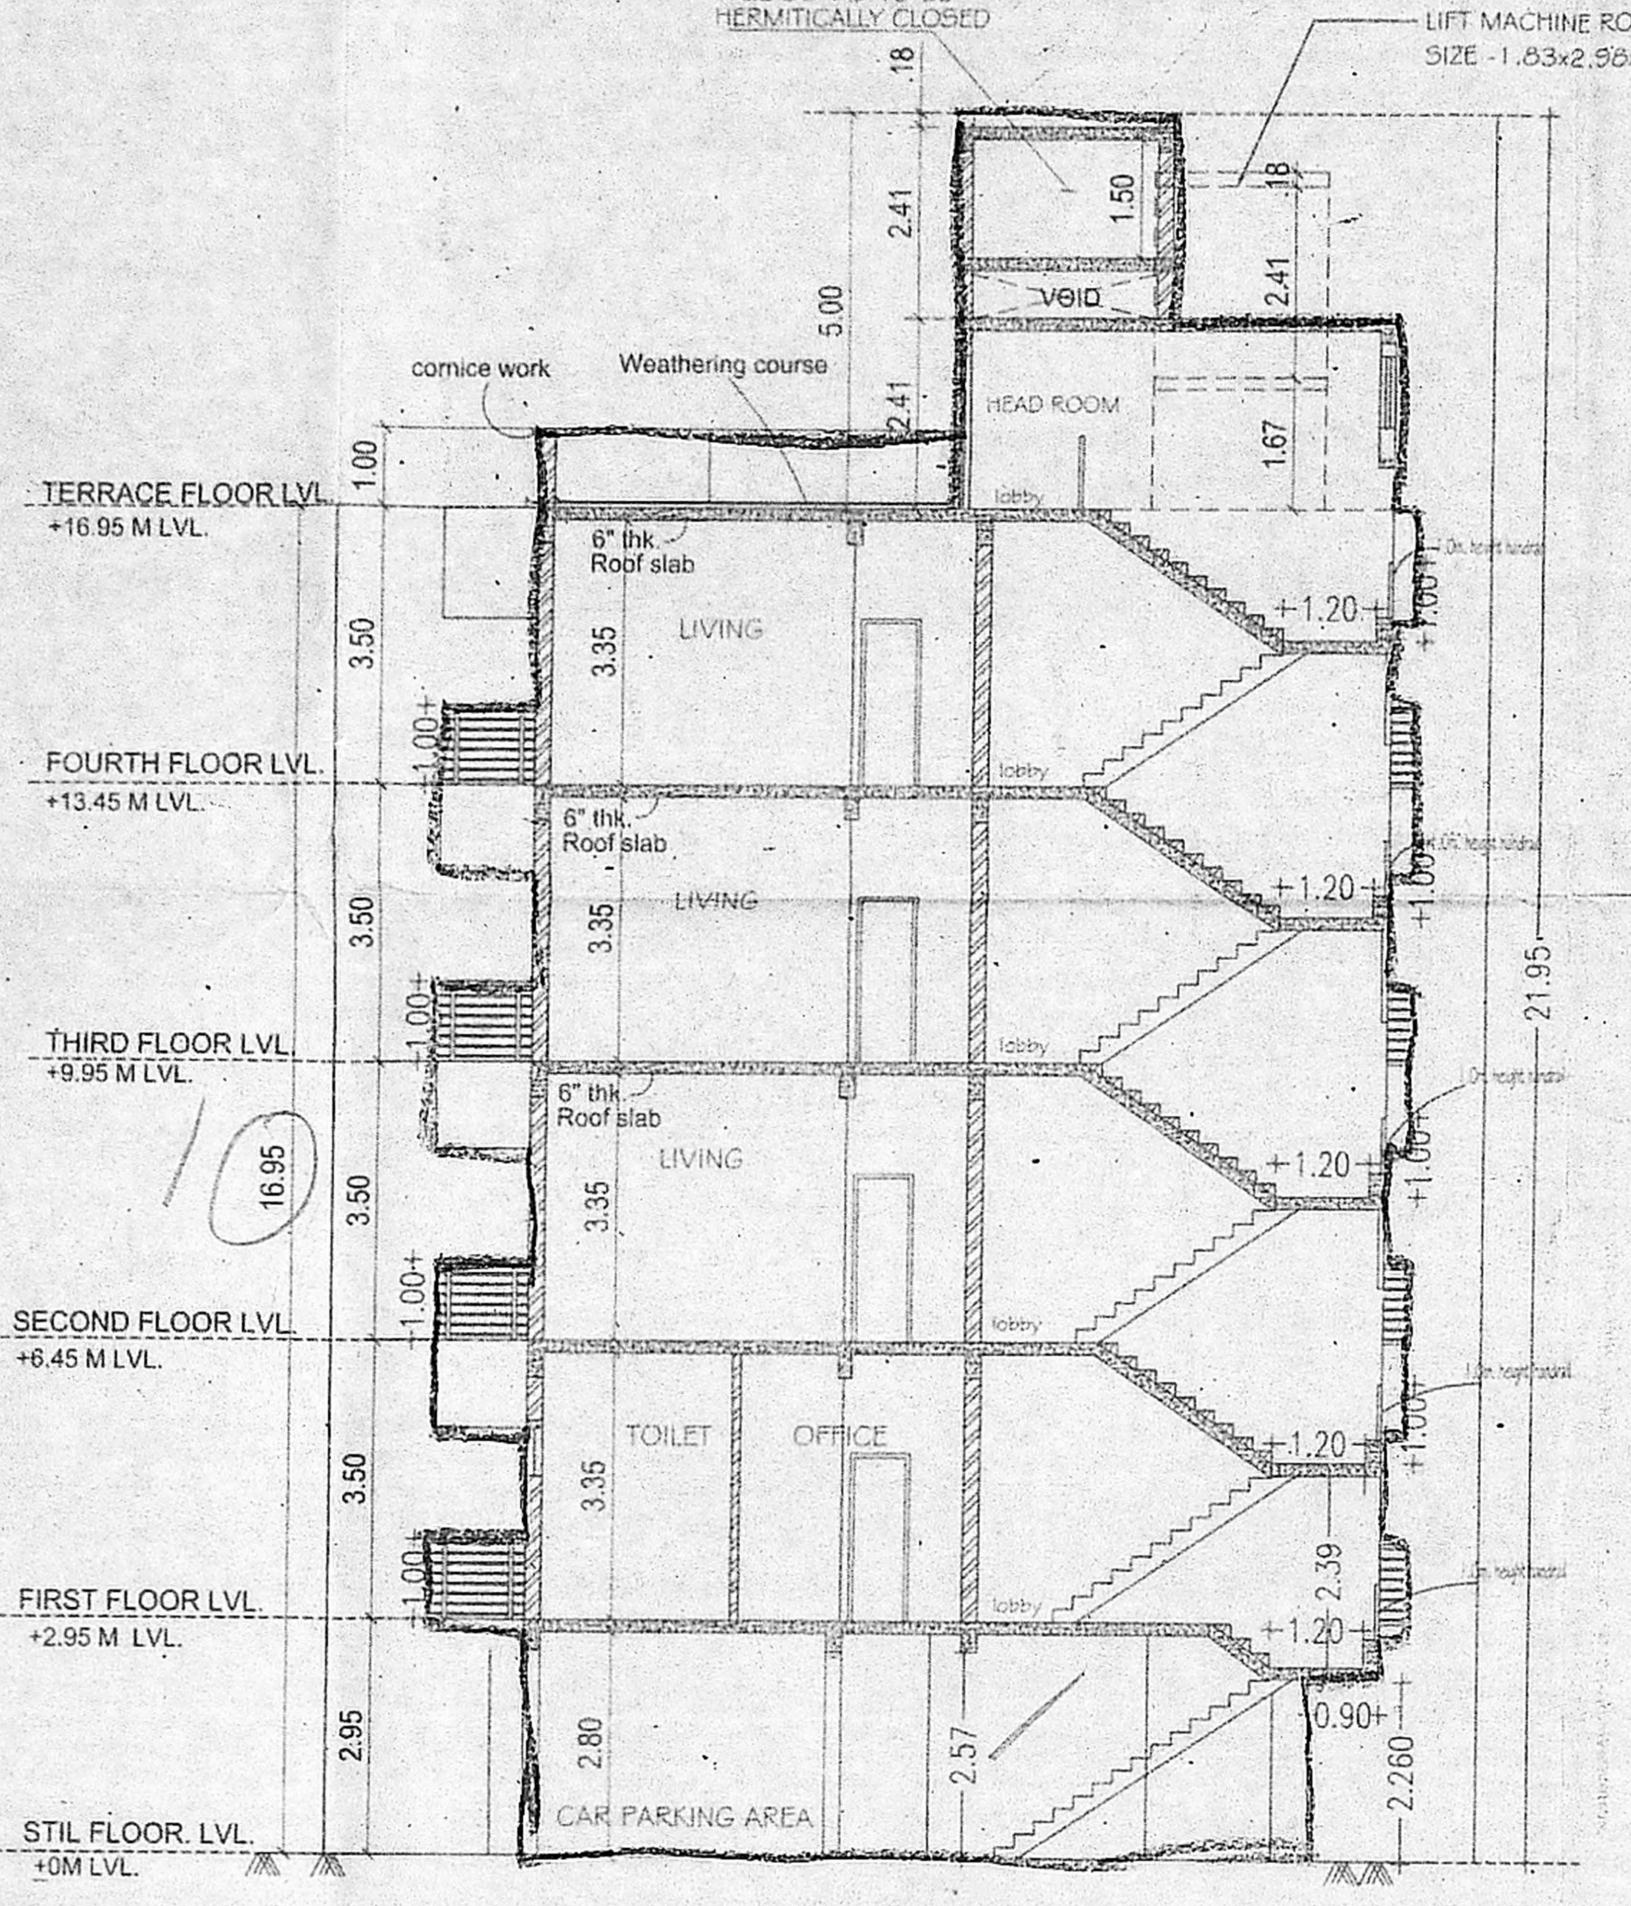 HERMITICALLY CLOSED
LIFT MACHINE RO
SIZE -1.83x2.98
.18
2.41
5.00
2.41
1.50
VOID
.18
2.41
1.67
HEAD ROOM
lobby
cornice work
Weathering course
1.00
TERRACE FLOOR LVL.
+16.95 M LVL.
6" thk.
Roof slab
LIVING
3.50
3.35
1.20
1.00
1.00
FOURTH FLOOR LVL.
+13.45 M LVL.
lobby
6" thk.
Roof slab
LIVING
3.50
3.35
1.20
1.00
1.00
21.95
THIRD FLOOR LVL.
+9.95 M LVL.
lobby
6" thk.
Roof slab
LIVING
16.95
3.50
3.35
1.20
1.00
1.00
SECOND FLOOR LVL.
+6.45 M LVL.
lobby
TOILET
OFFICE
3.50
3.35
1.20
1.00
1.00
2.39
FIRST FLOOR LVL.
+2.95 M LVL.
lobby
1.20
0.90
2.95
2.80
2.57
2.260
CAR PARKING AREA
STIL FLOOR. LVL.
+0M LVL.